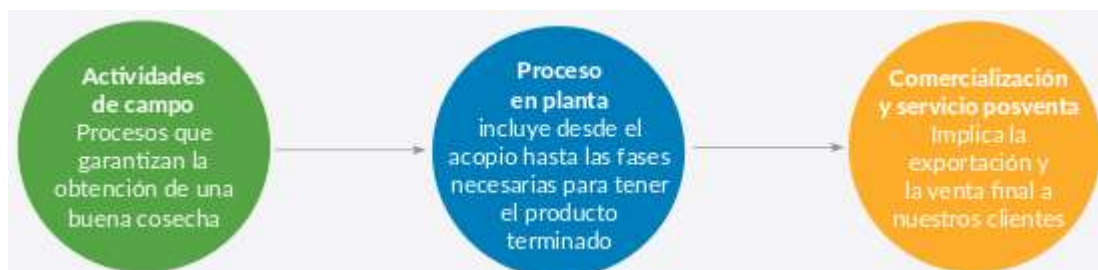 Actividades
de campo
Procesos que
garantizan la
obtención de una
buena cosecha
Proceso
en planta
incluye desde el
acopio hasta las fases
necesarias para tener
el producto
terminado
Comercialización
y servicio posventa
Implica la
exportación y
la venta final a
nuestros clientes